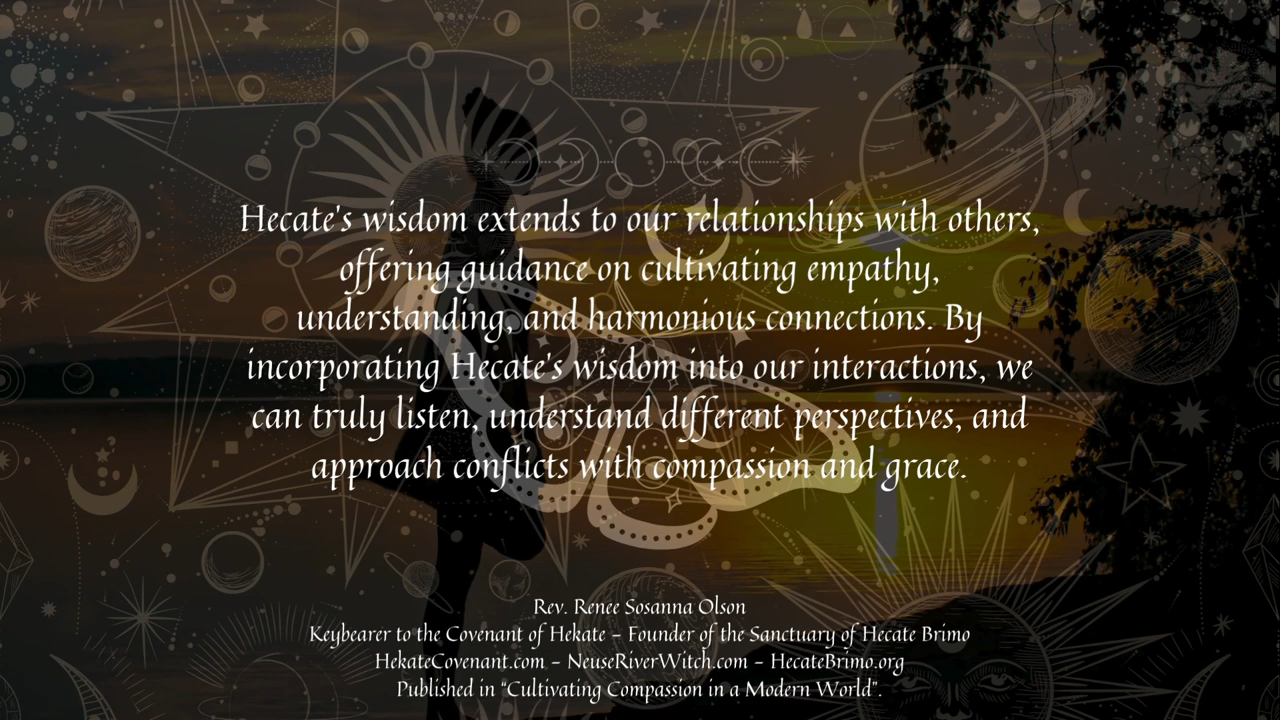 Hecate's wisdom extends to our relationships with others,
offering guidance on cultivating empathy,
understanding, and harmonious connections. By
incorporating Hecate's wisdom into our interactions, we
can truly listen, understand different perspectives, and
approach conflicts with compassion and grace.
Rev. Renee Sosanna Olson
Keybearer to the Covenant of Hekate – Founder of the Sanctuary of Hecate Brimo
HekateCovenant.com – NeuseRiverWitch.com – HecateBrimo.org
Published in "Cultivating Compassion in a Modern World".